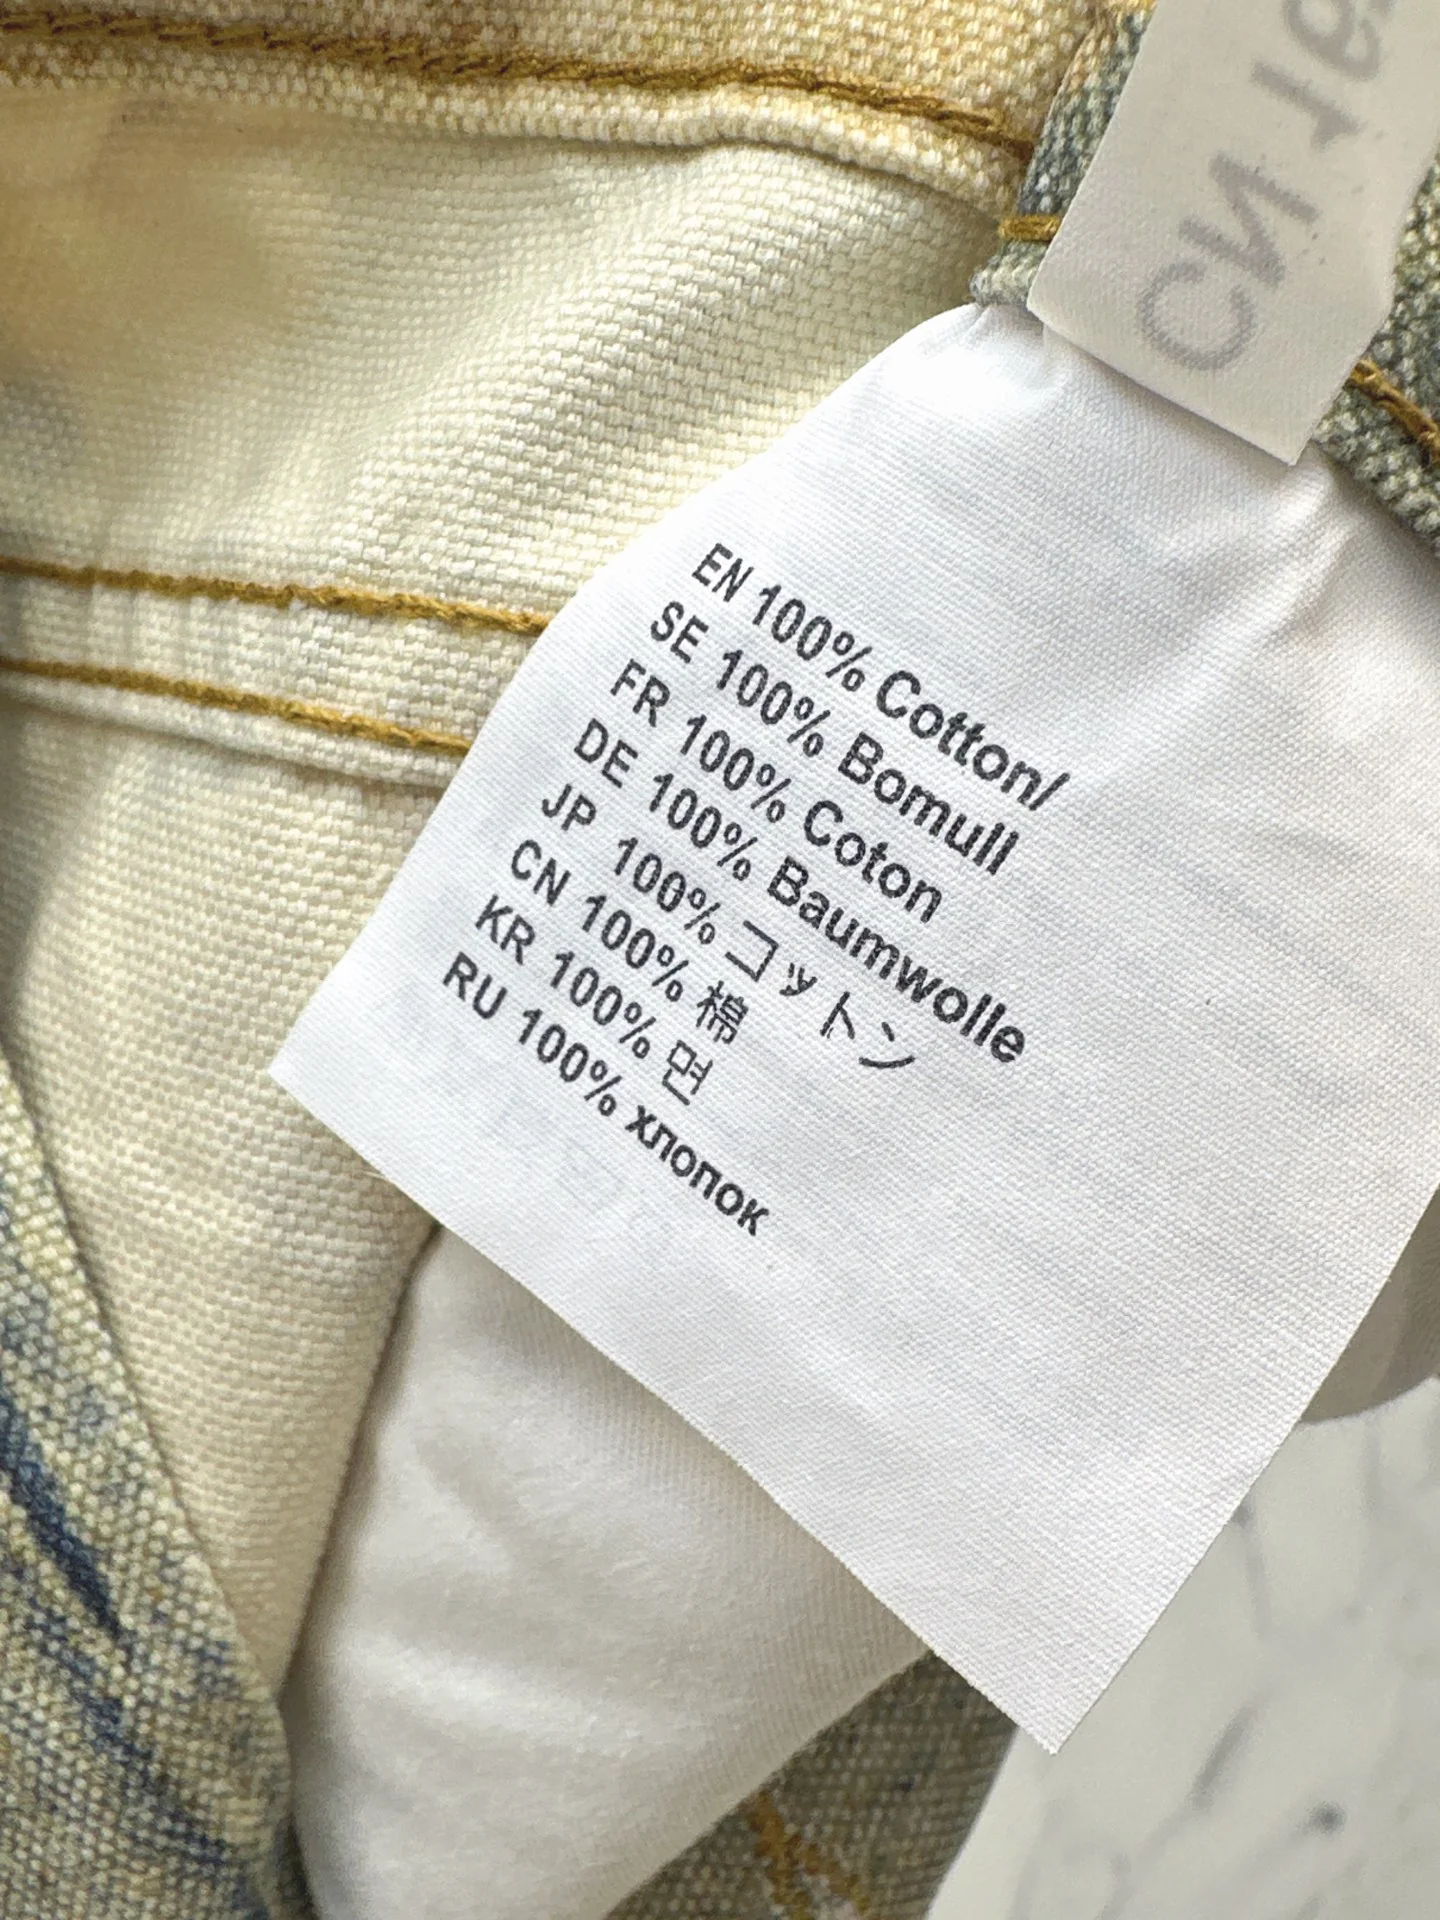 EN 100% Cotton/
SE 100% Bomull
FR 100% Coton
DE 100% Baumwolle
JP 100% コットン
CN 100% 棉
KR 100% 면
RU 100% хлопок